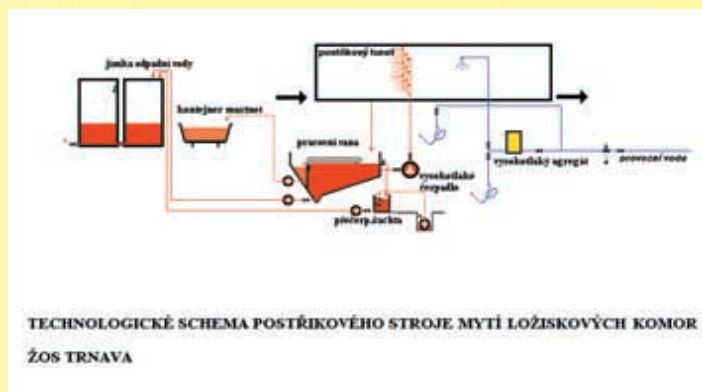 postřikový tunel
jímka odpadní vody
kontejner mastnot
pracovní vana
vysokotlaké
čerpadlo
vysokotlaký agregát
provozní voda
přečerp.šachta
TECHNOLOGICKÉ SCHEMA POSTŘIKOVÉHO STROJE MYTÍ LOŽISKOVÝCH KOMOR
ŽOS TRNAVA